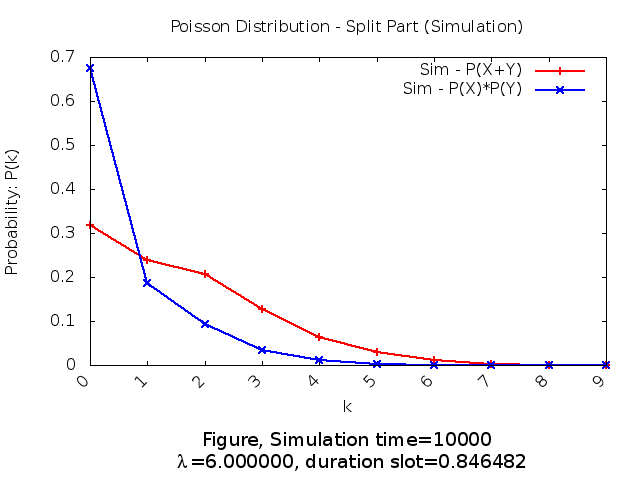 Poisson Distribution - Split Part (Simulation)
Sim - P(X+Y)
Sim - P(X)*P(Y)
Probability: P(k)
0.7
0.6
0.5
0.4
0.3
0.2
0.1
0
0 1 2 3 4 5 6 7 8 9
k
Figure, Simulation time=10000
λ=6.000000, duration slot=0.846482